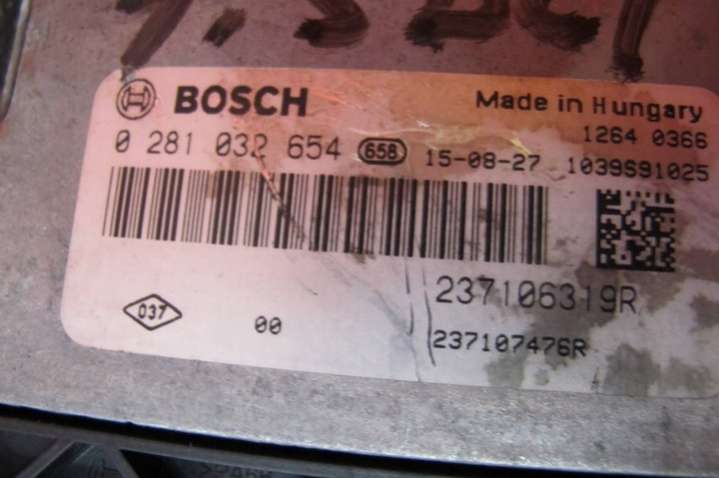 1.5 DCI
BOSCH
Made in Hungary
1264 0366
0 281 032 654 658 15-08-27 1039S91025
237106319R
037 00
237107476R